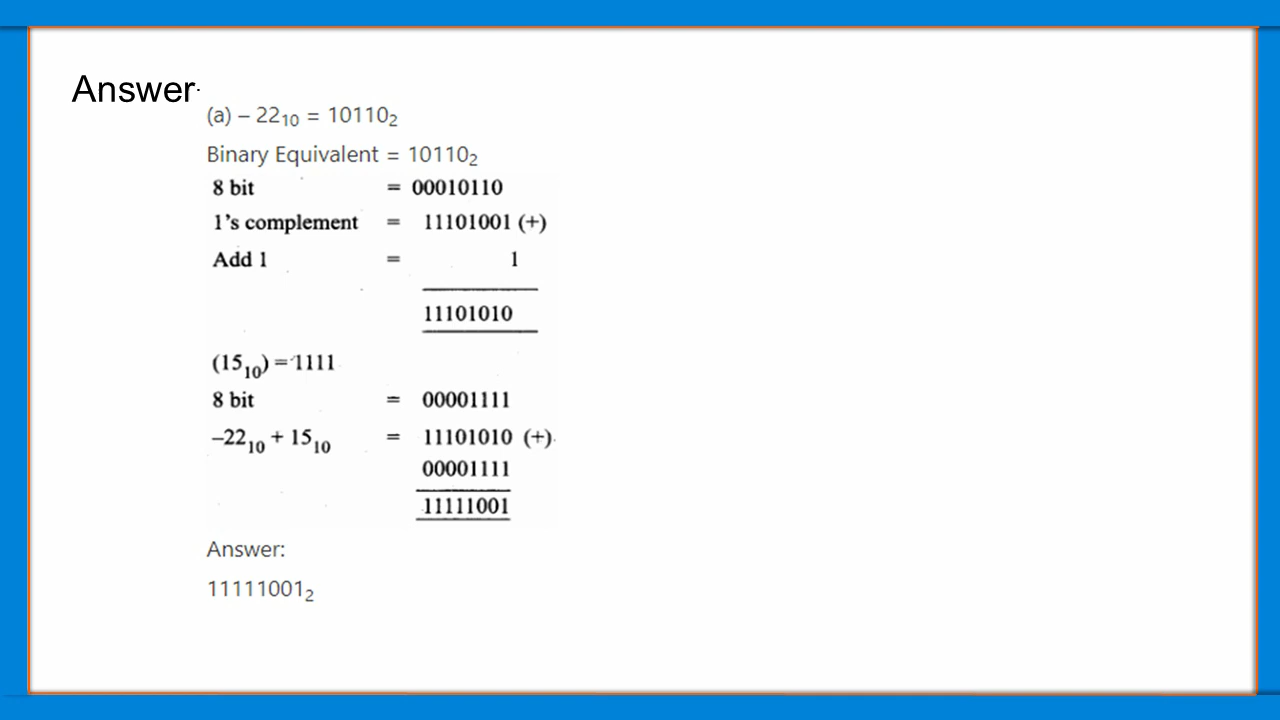 Answer
(a) – 22₁₀ = 10110₂
Binary Equivalent = 10110₂
8 bit = 00010110
1's complement = 11101001 (+)
Add 1 = 1
11101010
(15₁₀) = 1111
8 bit = 00001111
–22₁₀ + 15₁₀ = 11101010 (+)
00001111
11111001
Answer:
11111001₂